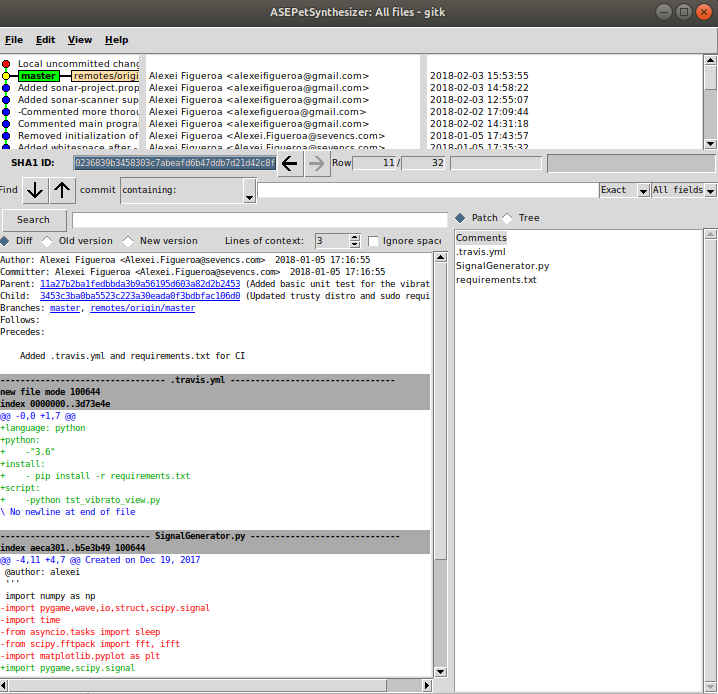 ASEPetSynthesizer: All files - gitk
File Edit View Help
Local uncommitted chang
master remotes/origi Alexei Figueroa <alexeifigueroa@gmail.com> 2018-02-03 15:53:55
Added sonar-project.prop Alexei Figueroa <alexeifigueroa@gmail.com> 2018-02-03 14:58:22
Added sonar-scanner sup Alexei Figueroa <alexeifigueroa@gmail.com> 2018-02-03 12:55:07
-Commented more thorou Alexei Figueroa <alexeifigueroa@gmail.com> 2018-02-02 17:09:44
Commented main progra Alexei Figueroa <alexeifigueroa@gmail.com> 2018-02-02 14:31:18
Removed initialization of Alexei Figueroa <Alexei.Figueroa@sevencs.com> 2018-01-05 17:43:57
Added whitespace after - Alexei Figueroa <Alexei.Figueroa@sevencs.com> 2018-01-05 17:35:32
SHA1 ID: 0236839b3458303c7abeafd6b47ddb7d21d42c8f Row 11 / 32
Find commit containing: Exact All fields
Search
Patch Tree
Diff Old version New version Lines of context: 3 Ignore space
Comments
.travis.yml
SignalGenerator.py
requirements.txt
Author: Alexei Figueroa <Alexei.Figueroa@sevencs.com> 2018-01-05 17:16:55
Committer: Alexei Figueroa <Alexei.Figueroa@sevencs.com> 2018-01-05 17:16:55
Parent: 11a27b2ba1fedbbda3b9a56195d603a82d2b2453 (Added basic unit test for the vibrat
Child: 3453c3ba0ba5523c223a30eada0f3bdbfac106d0 (Updated trusty distro and sudo requi
Branches: master, remotes/origin/master
Follows:
Precedes:
Added .travis.yml and requirements.txt for CI
--------------------------------- .travis.yml ---------------------------------
new file mode 100644
index 0000000..3d73e4e
@@ -0,0 +1,7 @@
+language: python
+python:
+    -"3.6"
+install:
+    - pip install -r requirements.txt
+script:
+    -python tst_vibrato_view.py
\ No newline at end of file
------------------------------ SignalGenerator.py ------------------------------
index aeca301..b5e3b49 100644
@@ -4,11 +4,7 @@ Created on Dec 19, 2017
@author: alexei
'''
import numpy as np
-import pygame,wave,io,struct,scipy.signal
-import time
-from asyncio.tasks import sleep
-from scipy.fftpack import fft, ifft
-import matplotlib.pyplot as plt
+import pygame,scipy.signal